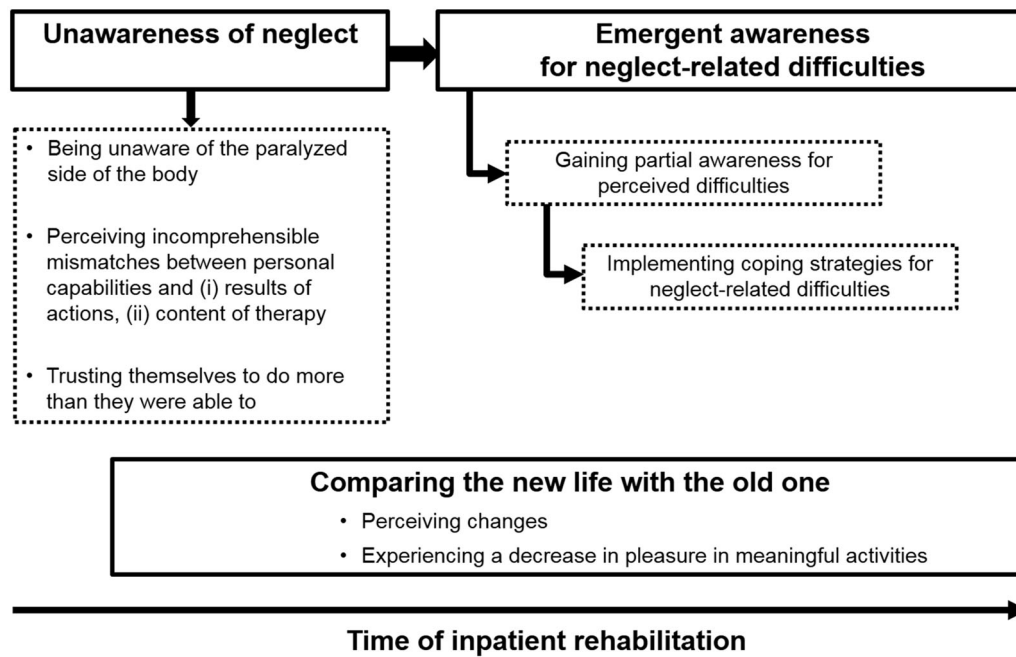 Unawareness of neglect
Emergent awareness
for neglect-related difficulties
• Being unaware of the paralyzed
side of the body
• Perceiving incomprehensible
mismatches between personal
capabilities and (i) results of
actions, (ii) content of therapy
• Trusting themselves to do more
than they were able to
Gaining partial awareness for
perceived difficulties
Implementing coping strategies for
neglect-related difficulties
Comparing the new life with the old one
• Perceiving changes
• Experiencing a decrease in pleasure in meaningful activities
Time of inpatient rehabilitation